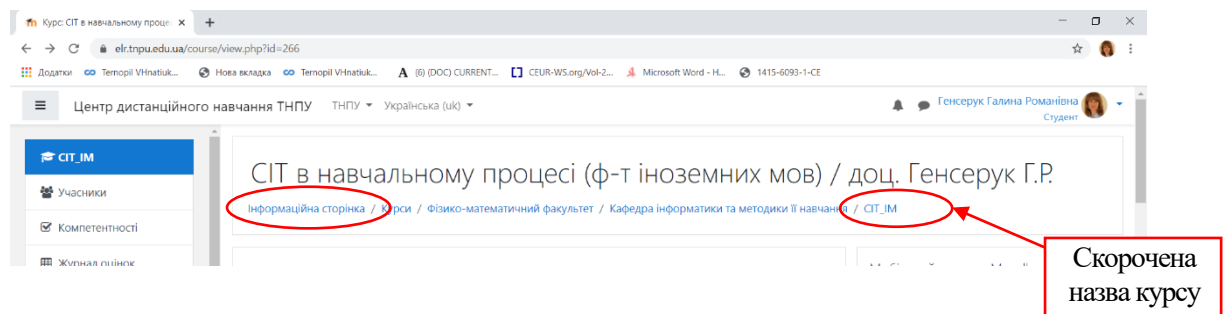 Курс: СІТ в навчальному проце
elr.tnpu.edu.ua/course/view.php?id=266
Додатки Ternopil VHnatiuk... Нова вкладка Ternopil VHnatiuk... (6) (DOC) CURRENT... CEUR-WS.org/Vol-2... Microsoft Word - H... 1415-6093-1-CE
Центр дистанційного навчання ТНПУ ТНПУ Українська (uk) Генсерук Галина Романівна
Студент
СІТ_ІМ
СІТ в навчальному процесі (ф-т іноземних мов) / доц. Генсерук Г.Р.
Учасники
Інформаційна сторінка / Курси / Фізико-математичний факультет / Кафедра інформатики та методики її навчання / СІТ_ІМ
Компетентності
Журнал оцінок
Скорочена
назва курсу